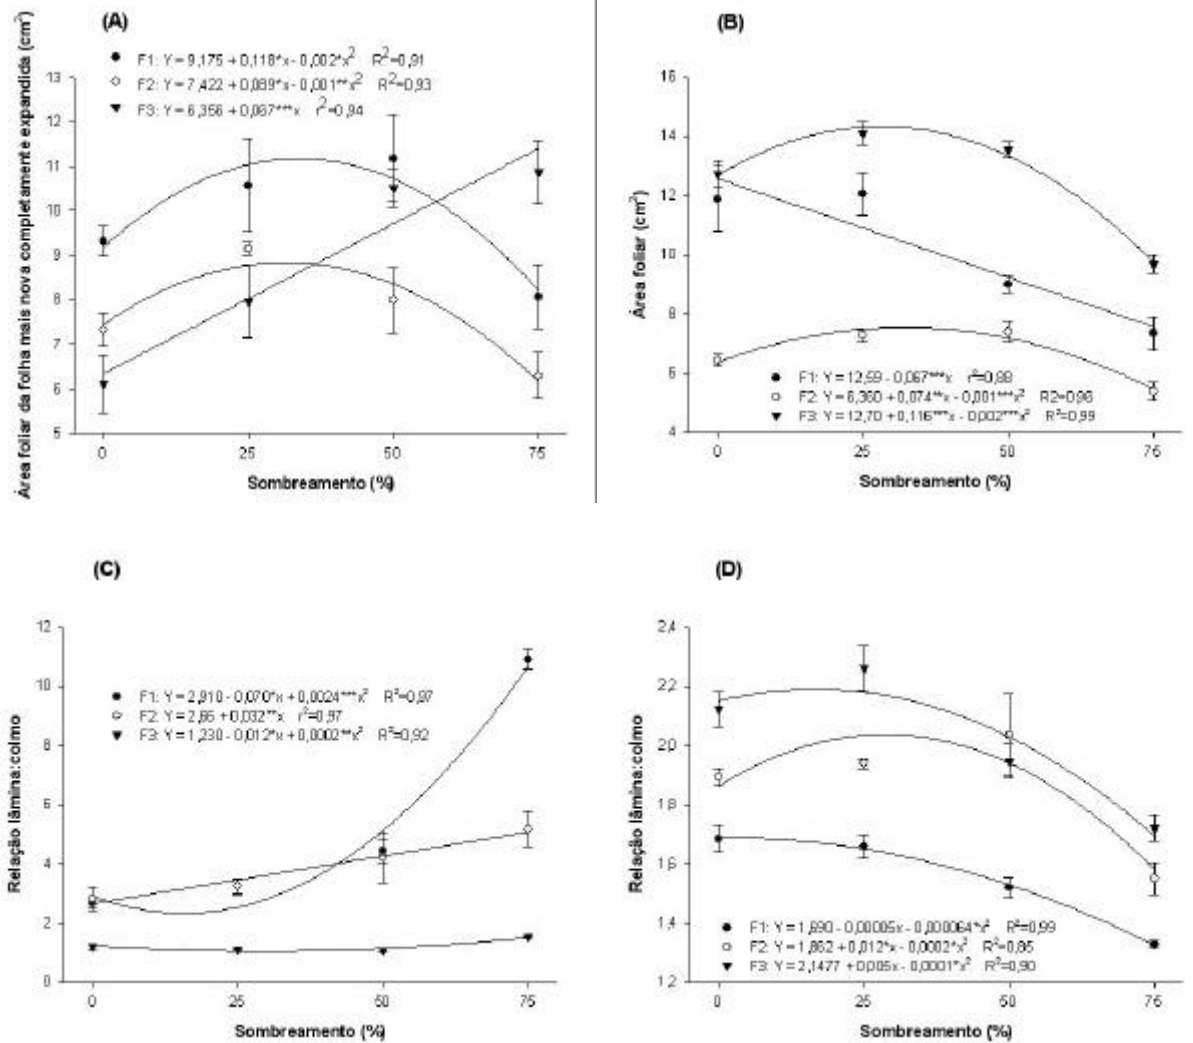 (A)
F1: Y = 9,175 + 0,118*x - 0,002*x² R²=0,91
F2: Y = 7,422 + 0,089*x - 0,001**x² R²=0,93
F3: Y = 6,356 + 0,067***x r²=0,94
Área foliar da folha mais nova completamente expandida (cm²)
13
12
11
10
9
8
7
6
5
0 25 50 75
Sombreamento (%)
(B)
Área foliar (cm²)
16
14
12
10
8
6
4
F1: Y = 12,59 - 0,067***x r²=0,88
F2: Y = 6,360 + 0,074**x - 0,001***x² R2=0,96
F3: Y = 12,70 + 0,116***x - 0,002***x² R²=0,99
0 25 50 75
Sombreamento (%)
(C)
Relação lâmina:colmo
12
10
8
6
4
2
0
F1: Y = 2,910 - 0,070*x + 0,0024***x² R²=0,97
F2: Y = 2,66 + 0,032**x r²=0,97
F3: Y = 1,230 - 0,012*x + 0,0002**x² R²=0,92
0 25 50 75
Sombreamento (%)
(D)
Relação lâmina:colmo
2,4
2,2
2,0
1,8
1,6
1,4
1,2
F1: Y = 1,690 - 0,00005x - 0,000064*x² R²=0,99
F2: Y = 1,862 + 0,012*x - 0,0002*x² R²=0,85
F3: Y = 2,1477 + 0,005x - 0,0001*x² R²=0,90
0 25 50 75
Sombreamento (%)